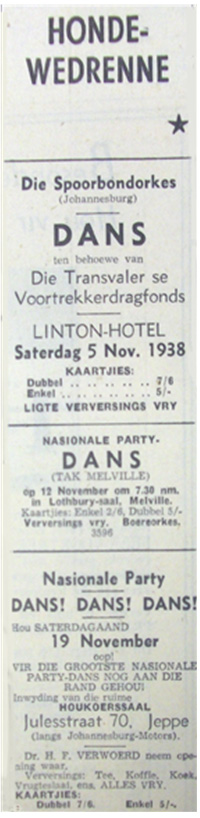 HONDE-
WEDRENNE
★
Die Spoorbondorkes
(Johannesburg)
DANS
ten behoewe van
Die Transvaler se
Voortrekkerdragfonds
LINTON-HOTEL
Saterdag 5 Nov. 1938
KAARTJIES:
Dubbel .. .. .. .. .. 7/6
Enkel .. .. .. .. .. 5/-
LIGTE VERVERSINGS VRY
NASIONALE PARTY-
DANS
(TAK MELVILLE)
op 12 November om 7.30 nm.
in Lothbury-saal, Melville.
Kaartjies: Enkel 2/6, Dubbel 5/-
Ververings vry. Boereorkes.
3596
Nasionale Party
DANS! DANS! DANS!
Hou SATERDAGAAND
19 November
oop!
VIR DIE GROOTSTE NASIONALE
PARTY-DANS NOG AAN DIE
RAND GEHOU!
Inwyding van die ruime
HOUKOERSSAAL
Julesstraat 70, Jeppe
(langs Johannesburg-Motors).
Dr. H. F. VERWOERD neem ope-
ning waar.
Verversings: Tee, Koffie, Koek,
Vrugteslaai, ens. ALLES VRY.
KAARTJIES:
Dubbel 7/6. Enkel 5/-.